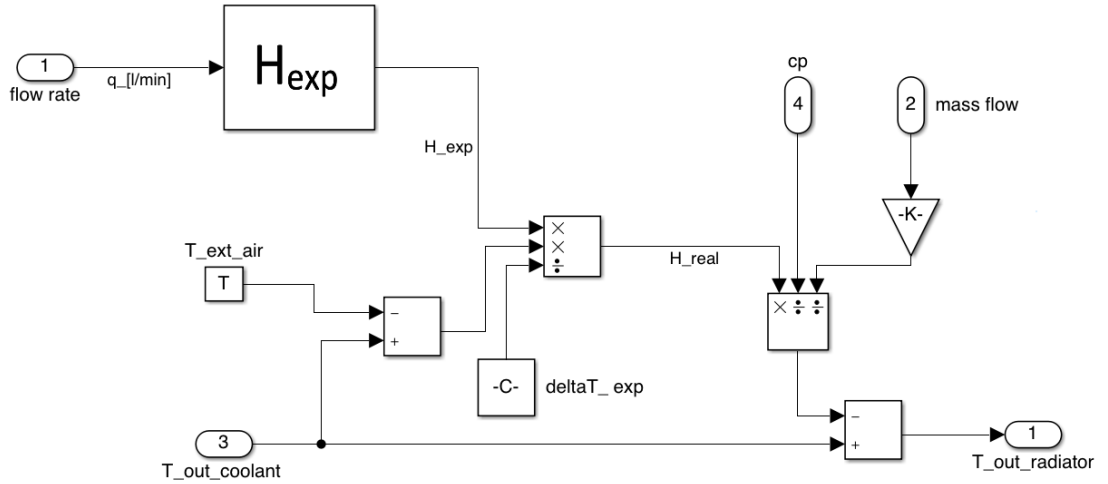 1
flow rate
q_[l/min]
Hexp
H_exp
cp
4
2
mass flow
-K-
T_ext_air
T
×
×
÷
H_real
× ÷ ÷
−
+
-C-
deltaT_ exp
3
T_out_coolant
−
+
1
T_out_radiator